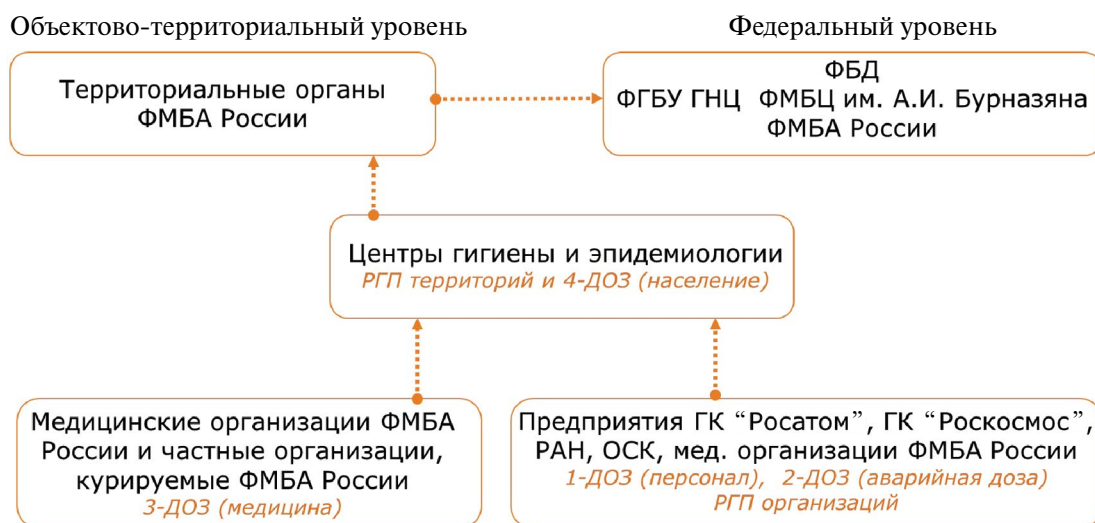 Объектово-территориальный уровень
Федеральный уровень
Территориальные органы
ФМБА России
ФБД
ФГБУ ГНЦ ФМБЦ им. А.И. Бурназяна
ФМБА России
Центры гигиены и эпидемиологии
РГП территорий и 4-ДОЗ (население)
Медицинские организации ФМБА
России и частные организации,
курируемые ФМБА России
3-ДОЗ (медицина)
Предприятия ГК “Росатом”, ГК “Роскосмос”,
РАН, ОСК, мед. организации ФМБА России
1-ДОЗ (персонал), 2-ДОЗ (аварийная доза)
РГП организаций